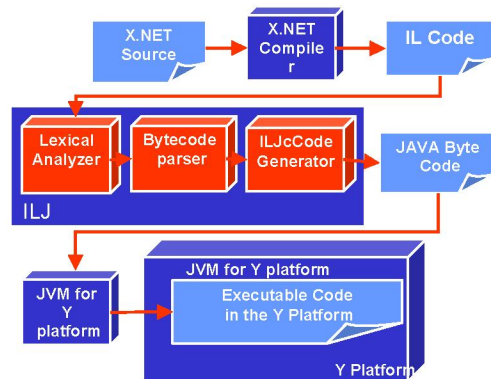 X.NET
Source
X.NET
Compile
r
IL Code
Lexical
Analyzer
Bytecode
parser
ILJcCode
Generator
ILJ
JAVA Byte
Code
JVM for
Y
platform
JVM for Y platform
Executable Code
in the Y Platform
Y Platform